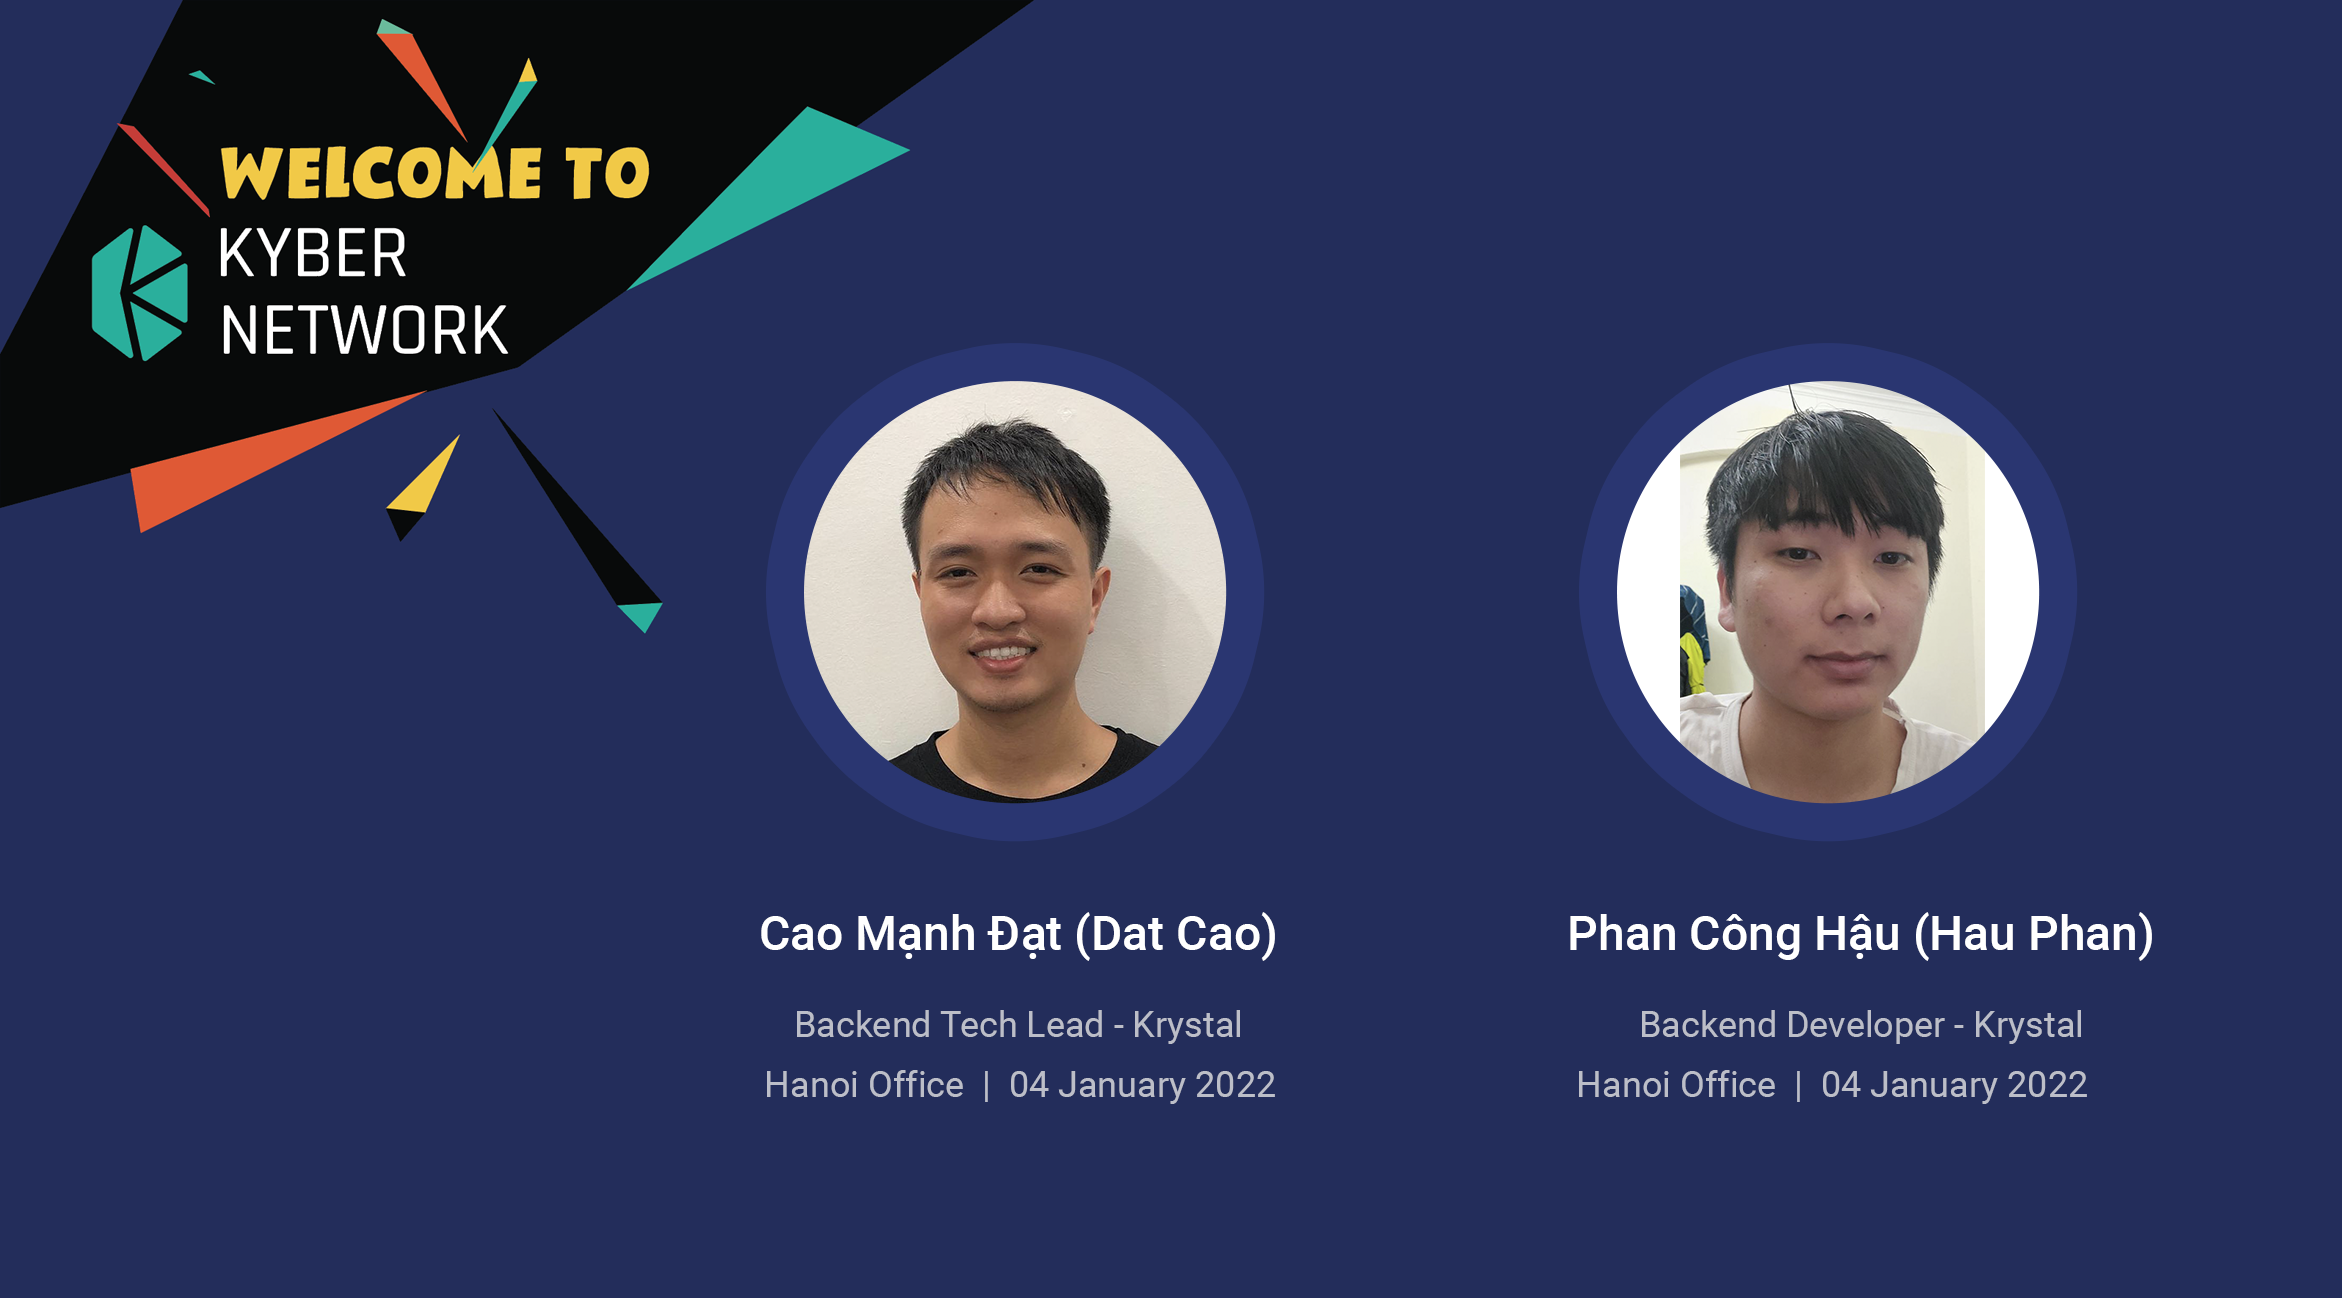 WELCOME TO
KYBER
NETWORK
Cao Mạnh Đạt (Dat Cao)
Backend Tech Lead - Krystal
Hanoi Office | 04 January 2022
Phan Công Hậu (Hau Phan)
Backend Developer - Krystal
Hanoi Office | 04 January 2022